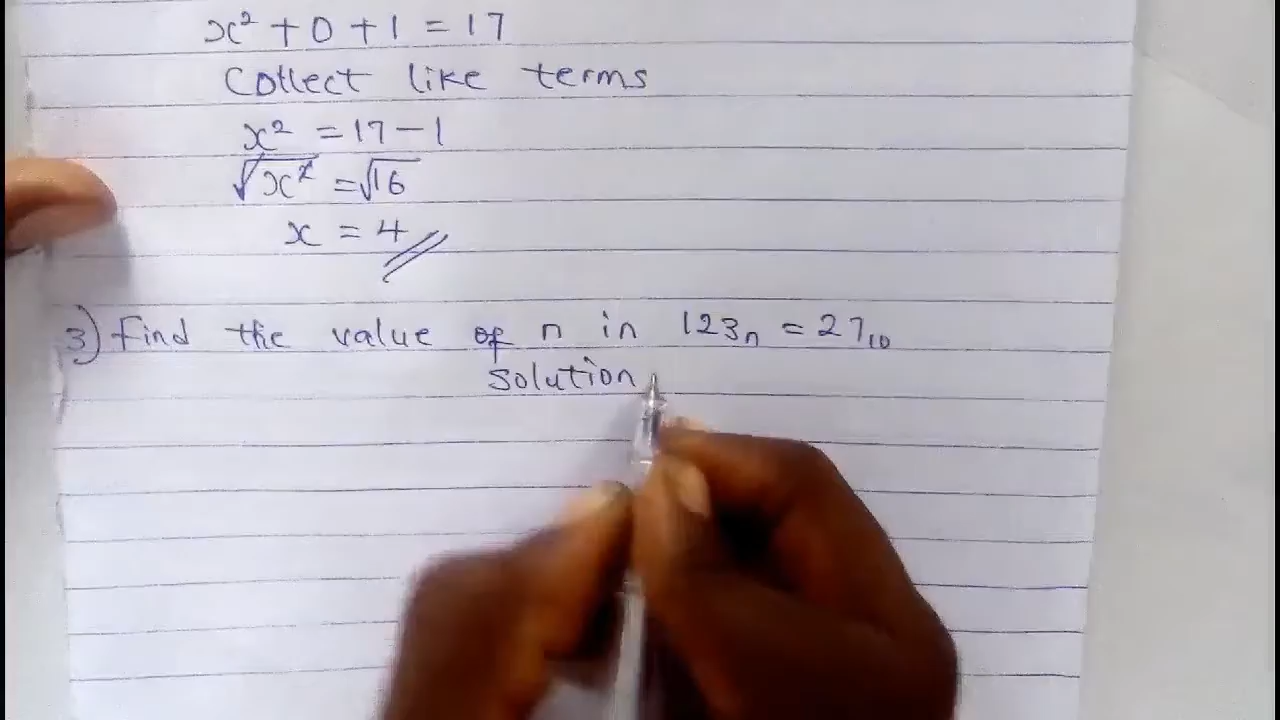 x² + 0 + 1 = 17
Collect like terms
x² = 17 - 1
√x² = √16
x = 4
3) Find the value of n in 123ₙ = 27₁₀
Solution